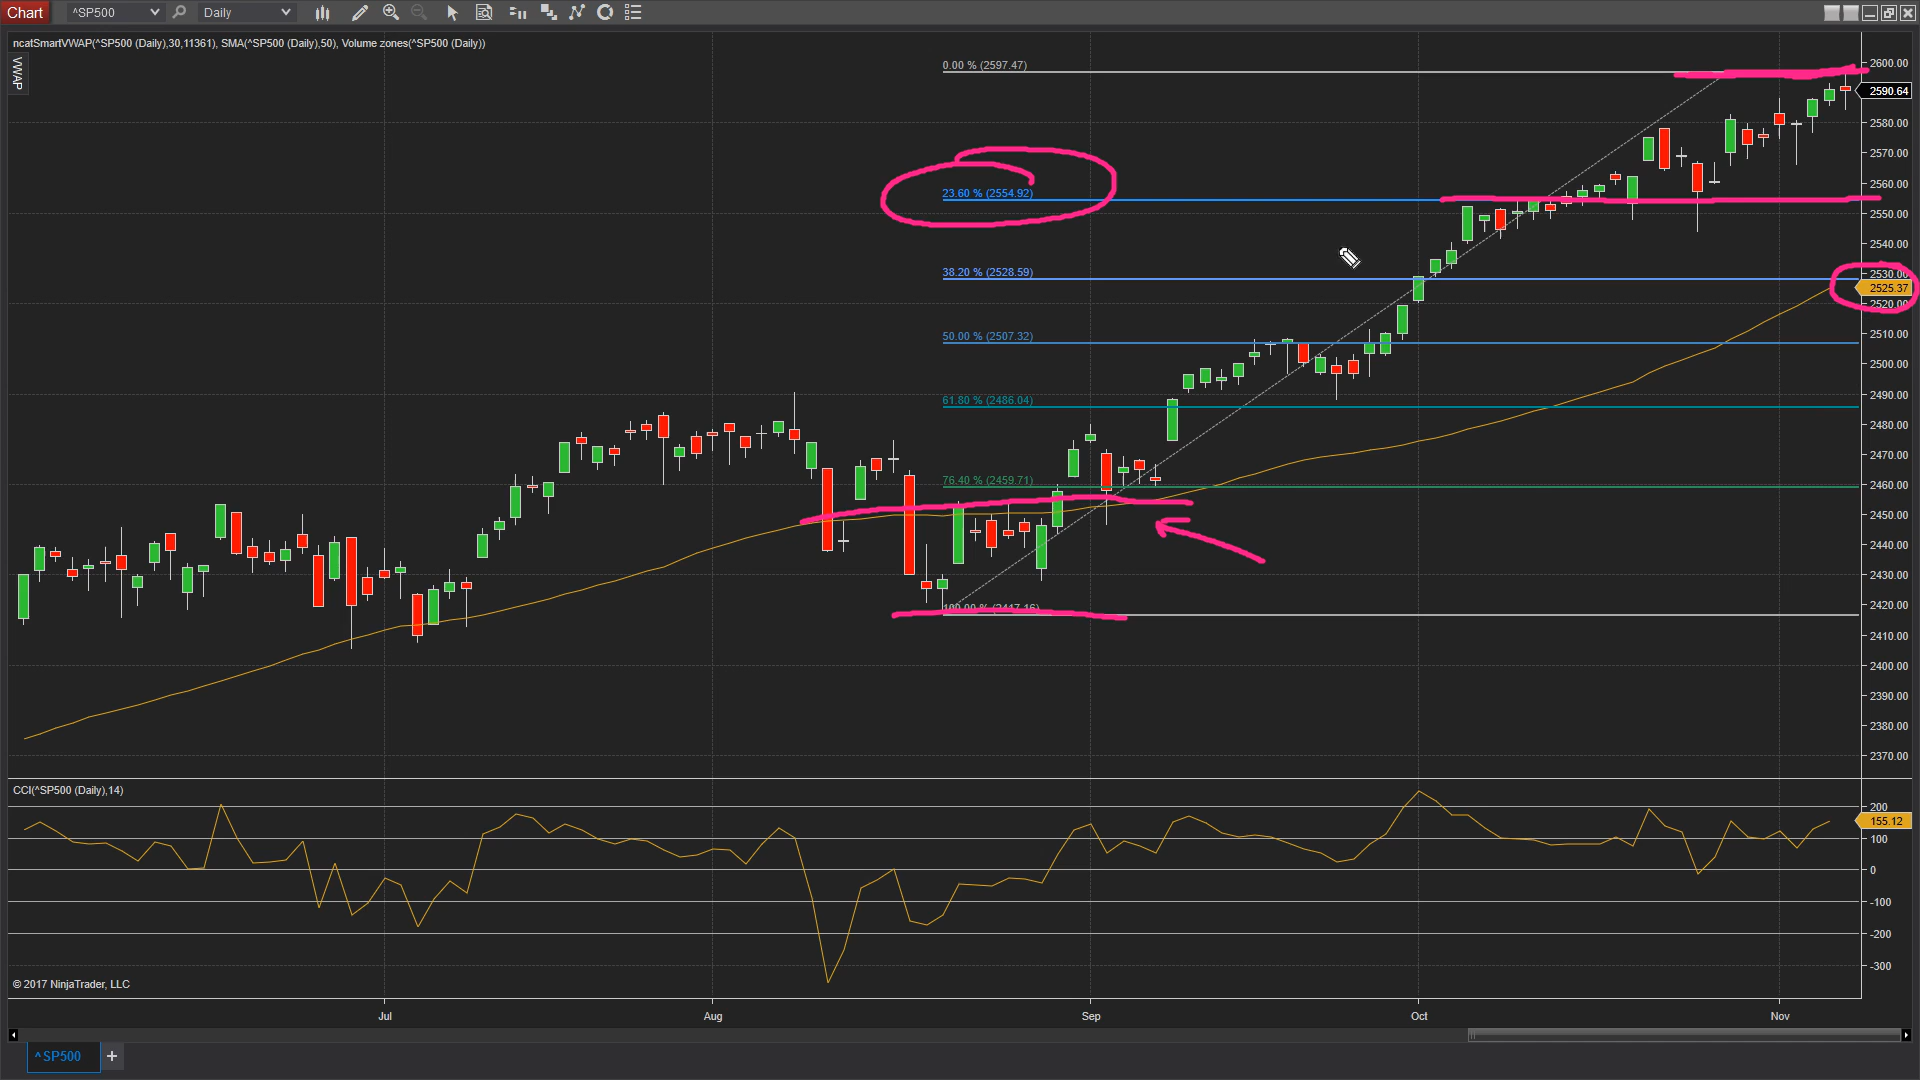 Chart ^SP500 Daily
ncatSmartVWAP(^SP500 (Daily),30,11361), SMA(^SP500 (Daily),50), Volume zones(^SP500 (Daily))
VWAP
0.00 % (2597.47)
23.60 % (2554.92)
38.20 % (2528.59)
50.00 % (2507.32)
61.80 % (2486.04)
76.40 % (2459.71)
100.00 % (2417.16)
2600.00
2590.64
2580.00
2570.00
2560.00
2550.00
2540.00
2530.00
2525.37
2520.00
2510.00
2500.00
2490.00
2480.00
2470.00
2460.00
2450.00
2440.00
2430.00
2420.00
2410.00
2400.00
2390.00
2380.00
2370.00
CCI(^SP500 (Daily),14)
200
155.12
100
0
-100
-200
-300
© 2017 NinjaTrader, LLC
Jul Aug Sep Oct Nov
^SP500 +